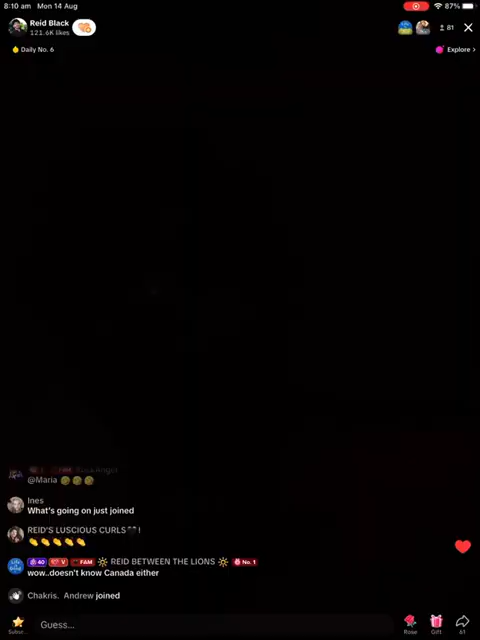 8:10 am Mon 14 Aug
87%
Reid Black
121.6K likes
81
Daily No. 6
Explore >
FAM
@Maria
Ines
What's going on just joined
REID'S LUSCIOUS CURLS🖤!
40 V FAM REID BETWEEN THE LIONS No. 1
wow..doesn't know Canada either
Chakris. Andrew joined
Subsc...
Guess...
Rose
Gift
61